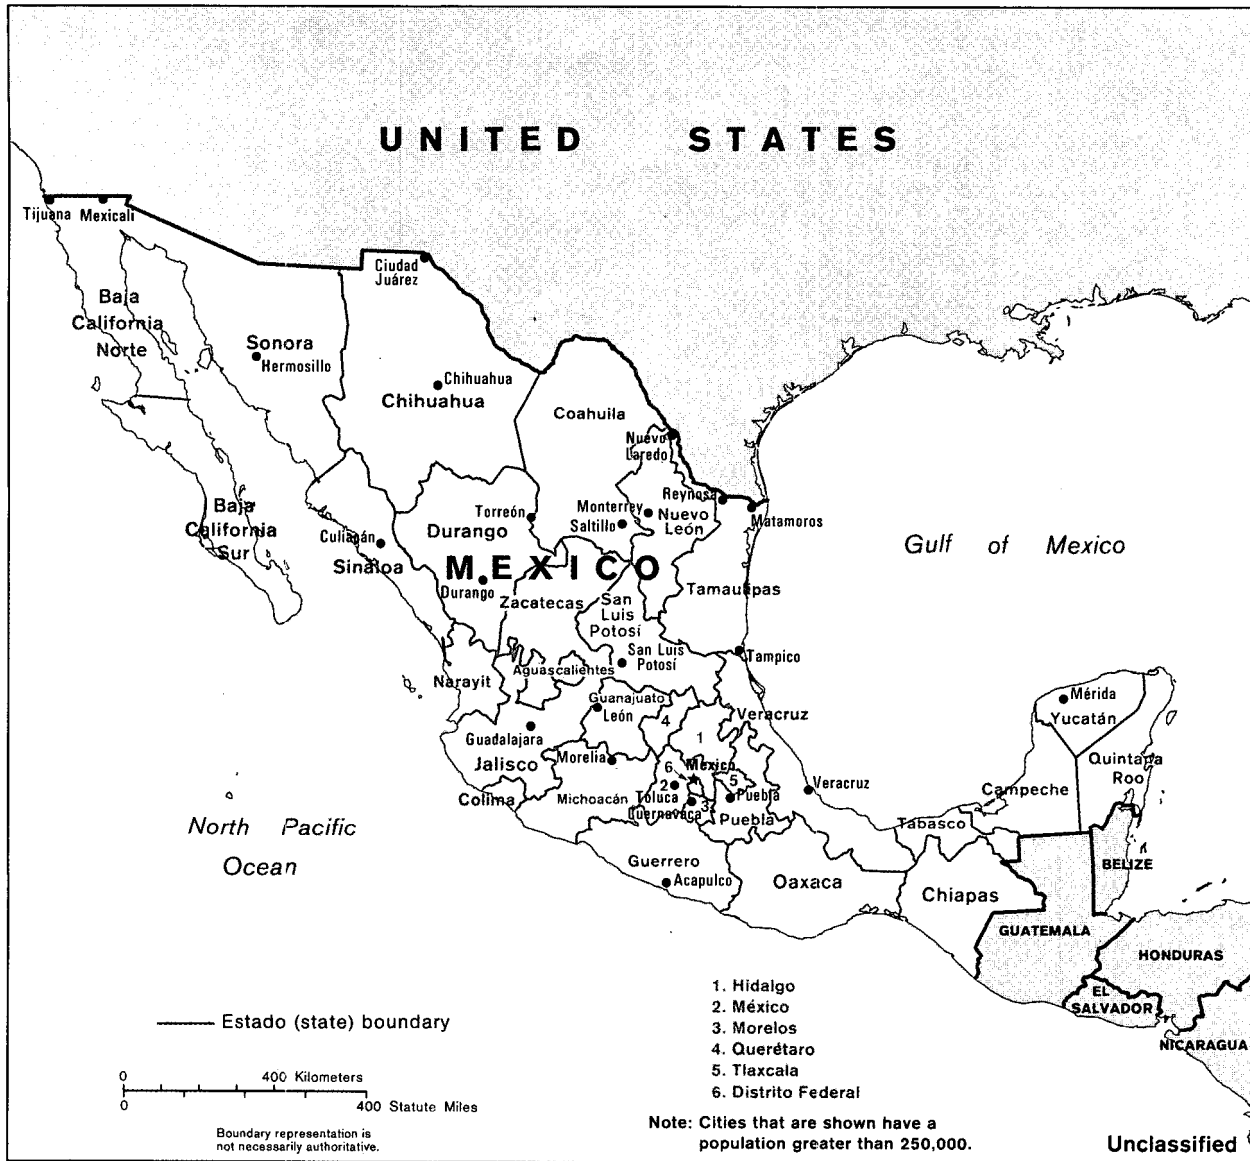 UNITED STATES
Tijuana
Mexicali
Ciudad
Juárez
Baja
California
Norte
Sonora
Hermosillo
Chihuahua
Chihuahua
Coahuila
Nuevo
Laredo
Reynosa
Matamoros
Monterrey
Saltillo
Nuevo
León
Torreón
Durango
Baja
California
Sur
Culiacán
Sinaloa
MEXICO
Durango
Zacatecas
San
Luis
Potosí
Tamaulipas
Gulf of Mexico
San Luis
Potosí
Tampico
Narayit
Aguascalientes
Guanajuato
León
4
1
Veracruz
Mérida
Yucatán
Guadalajara
Jalisco
Morelia
6
México
5
Quintana
Roo
Campeche
Colima
Michoacán
2
Toluca
Cuernavaca
3
Puebla
Puebla
Veracruz
Tabasco
North Pacific
Ocean
Guerrero
Acapulco
Oaxaca
Chiapas
BELIZE
GUATEMALA
HONDURAS
EL
SALVADOR
NICARAGUA
1. Hidalgo
2. México
3. Morelos
4. Querétaro
5. Tlaxcala
6. Distrito Federal
Estado (state) boundary
0 400 Kilometers
0 400 Statute Miles
Boundary representation is
not necessarily authoritative.
Note: Cities that are shown have a
population greater than 250,000.
Unclassified